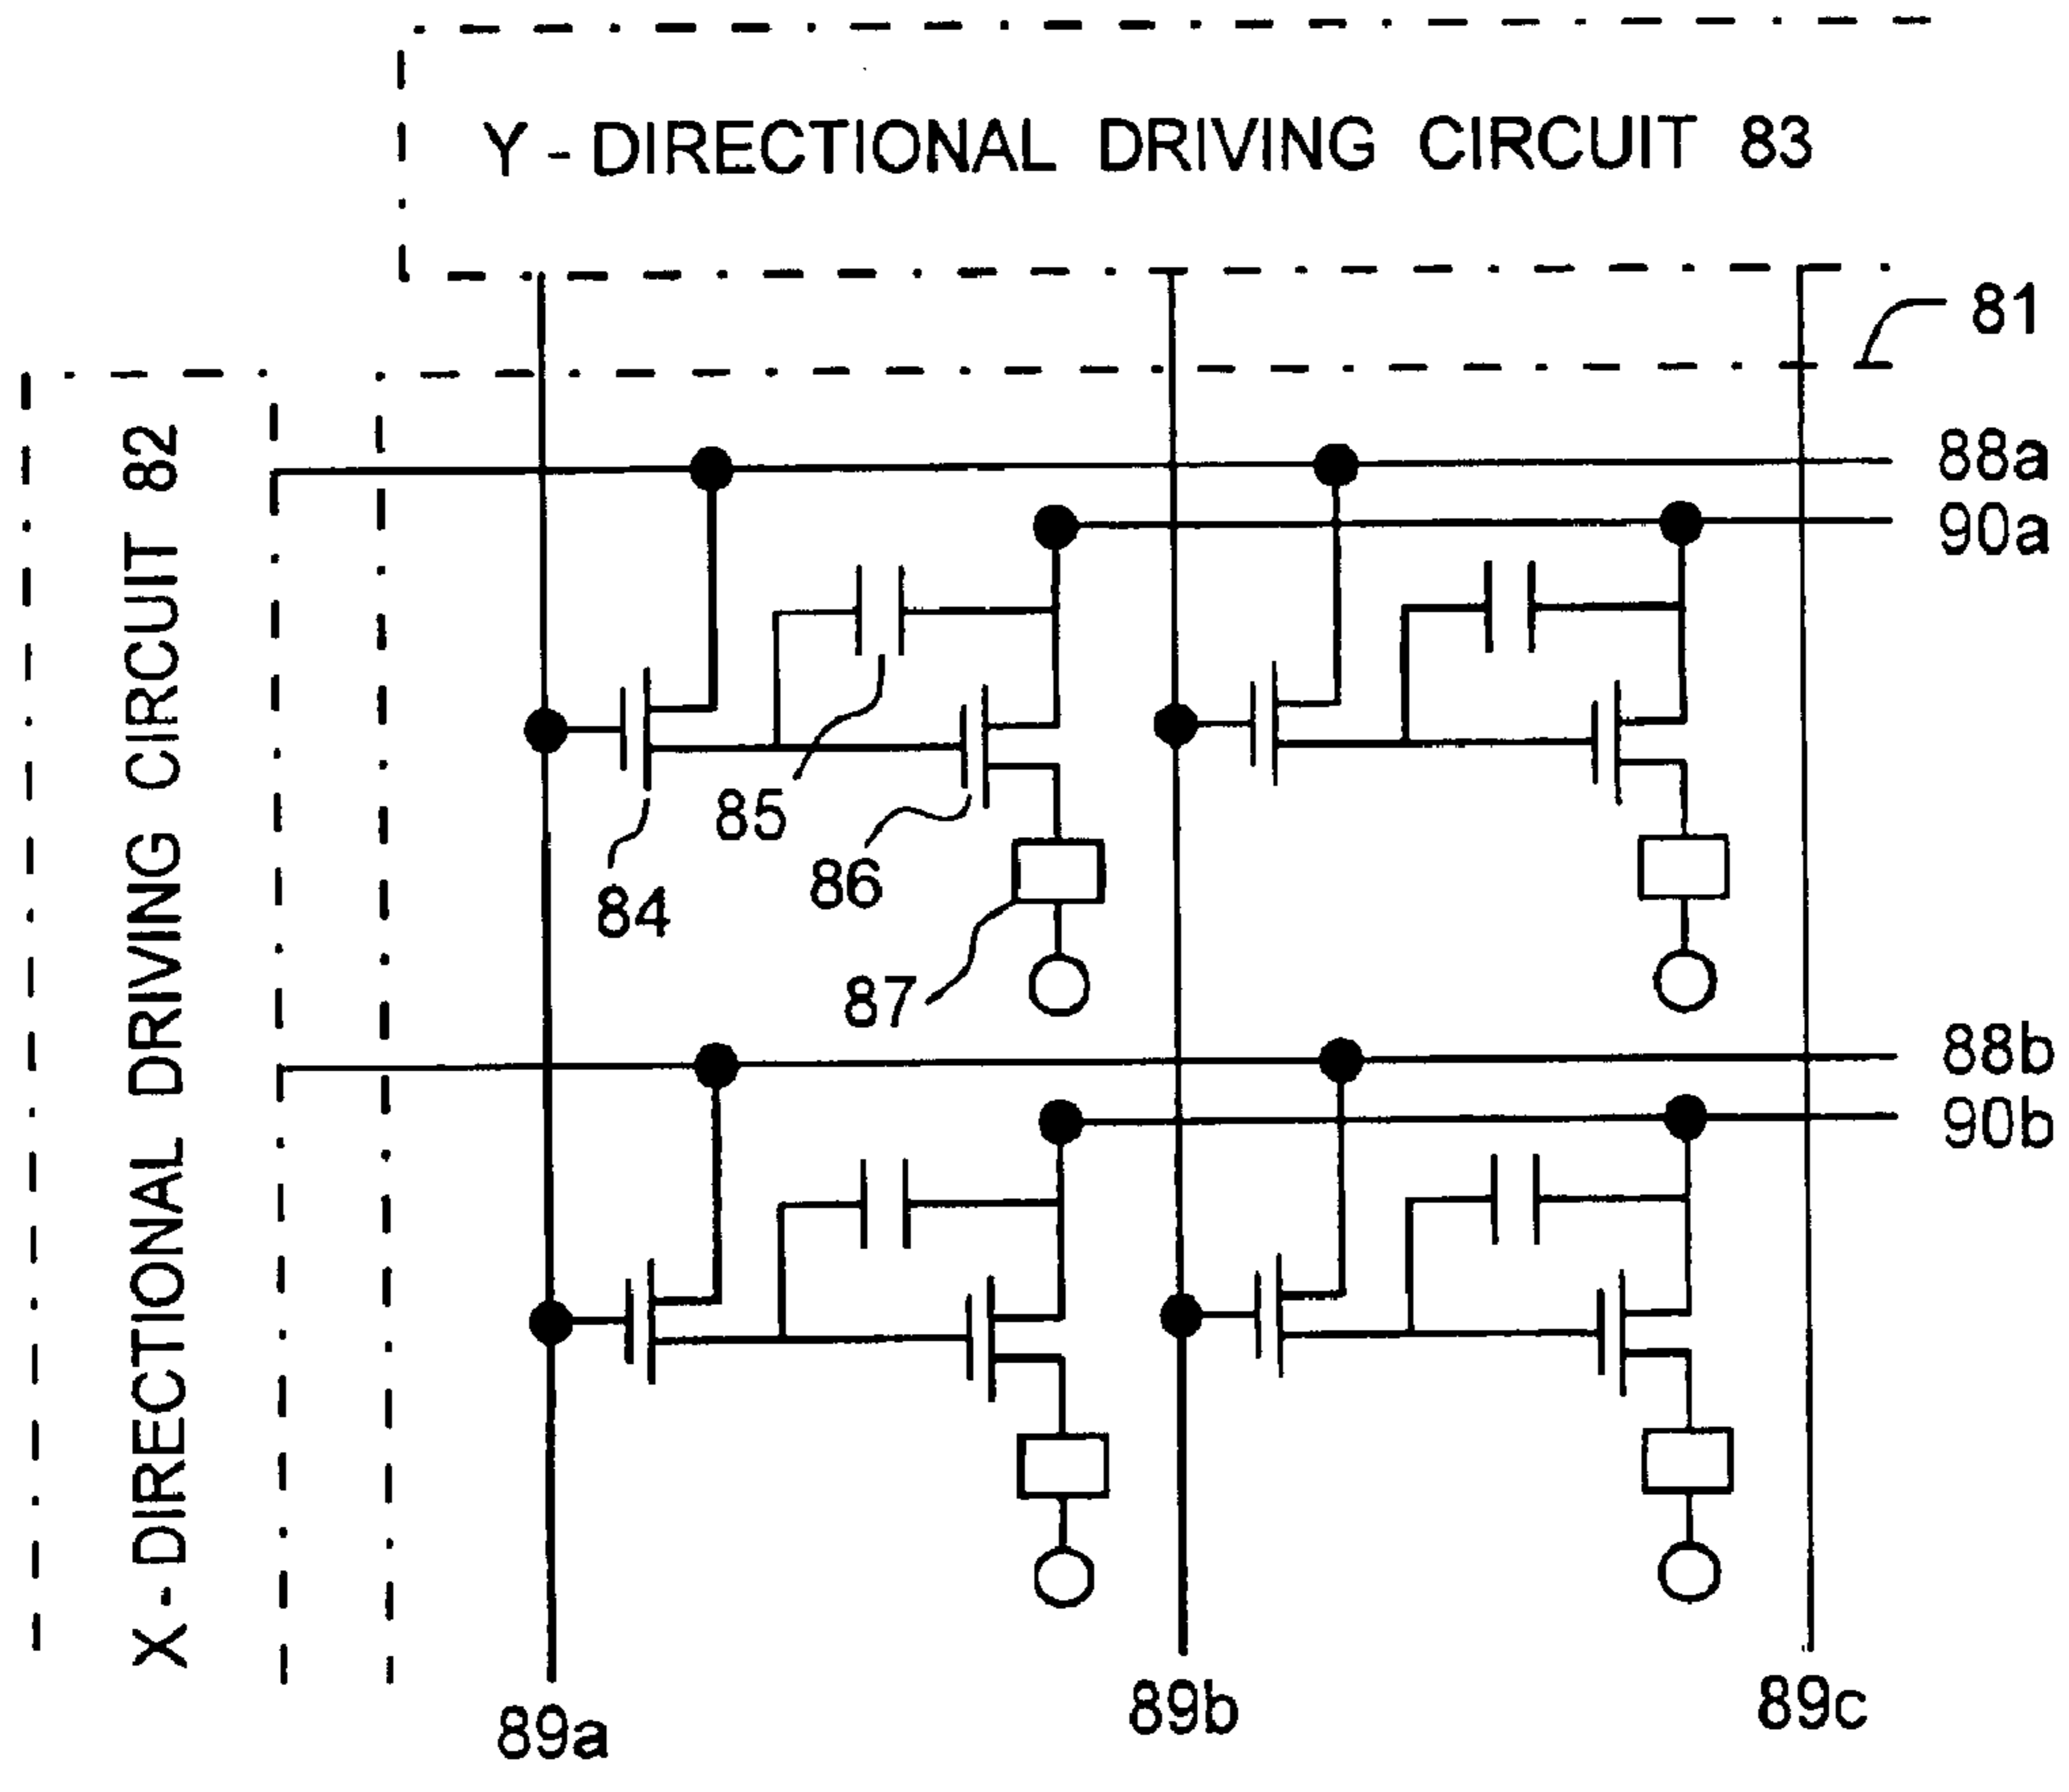 Y - DIRECTIONAL DRIVING CIRCUIT 83
81
X - DIRECTIONAL DRIVING CIRCUIT 82
88a
90a
85
86
84
87
88b
90b
89a
89b
89c